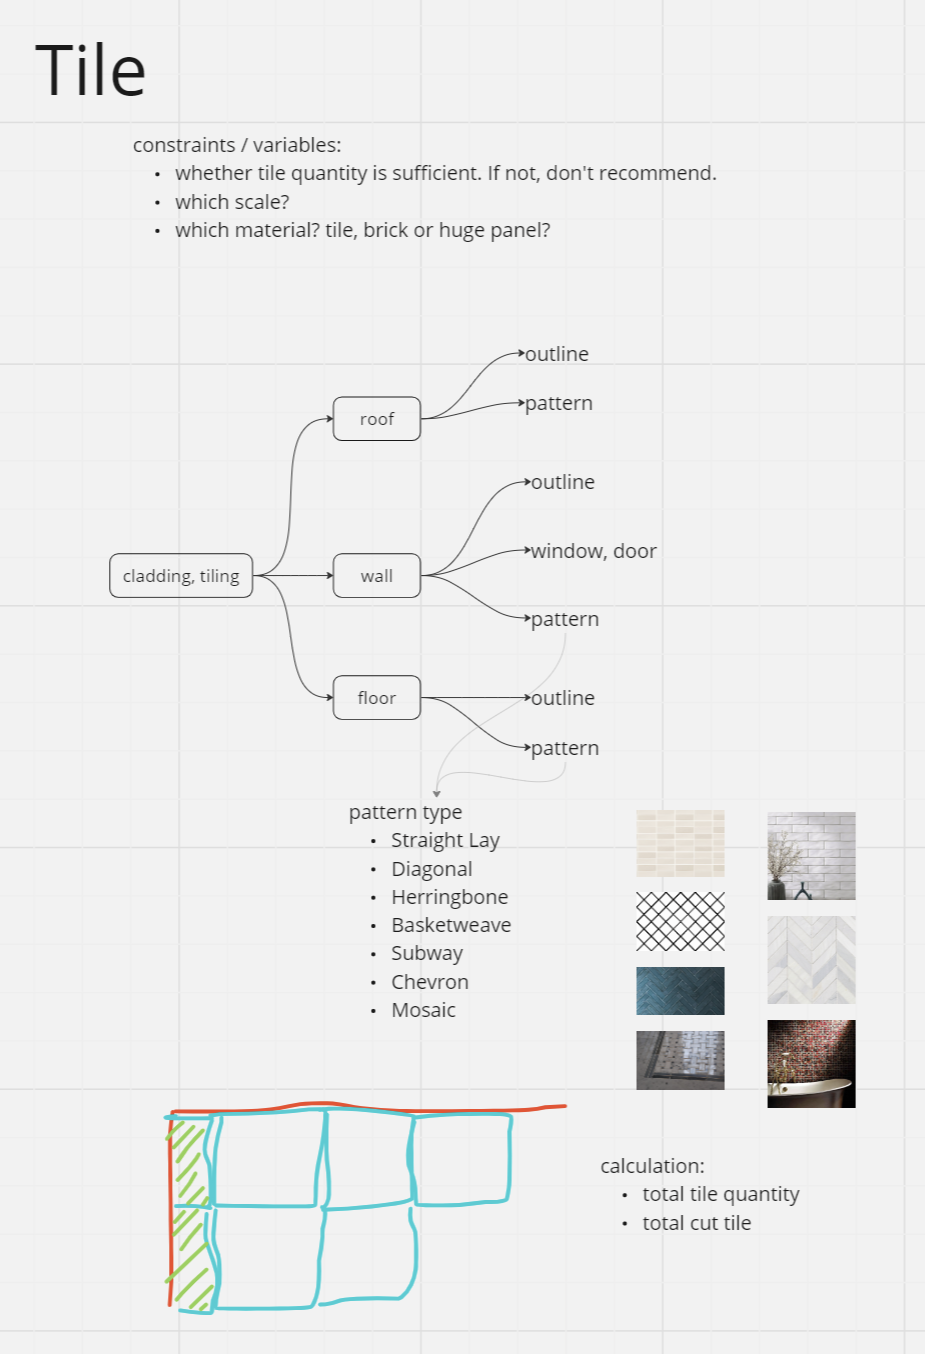 Tile
constraints / variables:
• whether tile quantity is sufficient. If not, don't recommend.
• which scale?
• which material? tile, brick or huge panel?
outline
pattern
roof
outline
window, door
pattern
cladding, tiling
wall
floor
outline
pattern
pattern type
• Straight Lay
• Diagonal
• Herringbone
• Basketweave
• Subway
• Chevron
• Mosaic
calculation:
• total tile quantity
• total cut tile